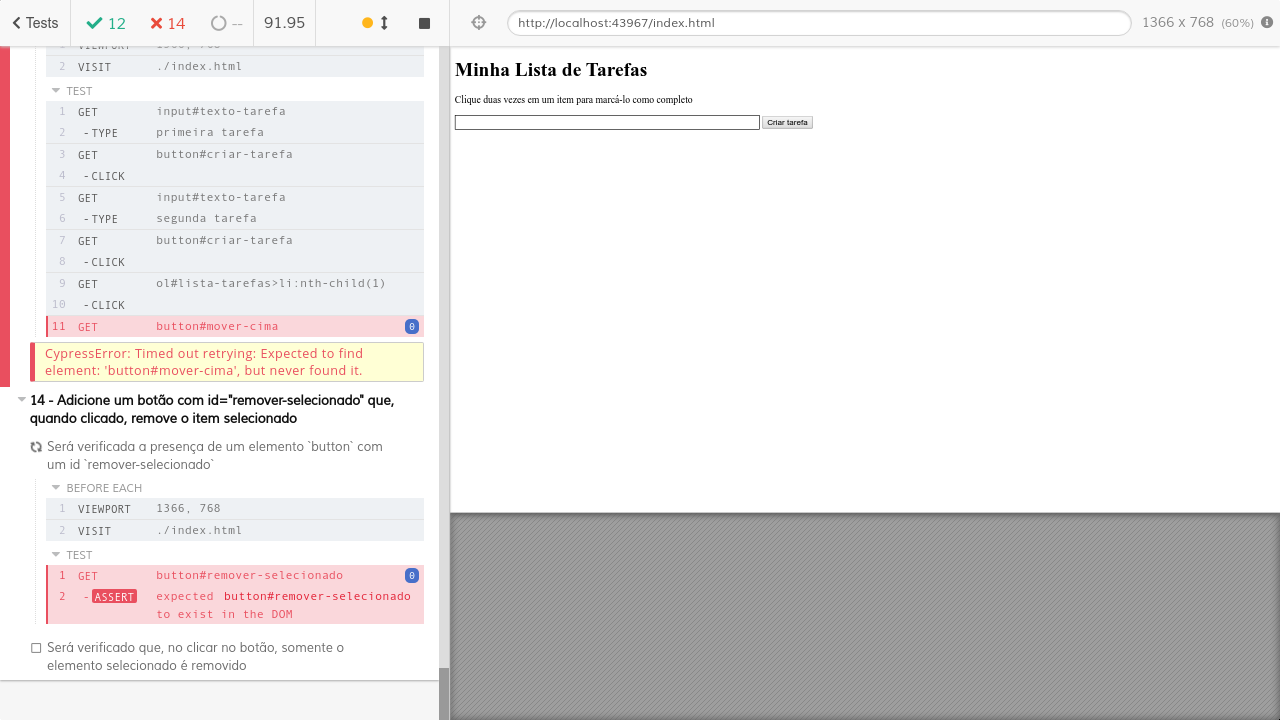 Tests 12 14 -- 91.95 http://localhost:43967/index.html 1366 x 768 (60%)
VIEWPORT 1366, 768
2 VISIT ./index.html
TEST
1 GET input#texto-tarefa
2 -TYPE primeira tarefa
3 GET button#criar-tarefa
4 -CLICK
5 GET input#texto-tarefa
6 -TYPE segunda tarefa
7 GET button#criar-tarefa
8 -CLICK
9 GET ol#lista-tarefas>li:nth-child(1)
10 -CLICK
11 GET button#mover-cima 0
CypressError: Timed out retrying: Expected to find
element: 'button#mover-cima', but never found it.
14 - Adicione um botão com id="remover-selecionado" que,
quando clicado, remove o item selecionado
Será verificada a presença de um elemento `button` com
um id `remover-selecionado`
BEFORE EACH
1 VIEWPORT 1366, 768
2 VISIT ./index.html
TEST
1 GET button#remover-selecionado 0
2 -ASSERT expected button#remover-selecionado
to exist in the DOM
Será verificado que, no clicar no botão, somente o
elemento selecionado é removido
Minha Lista de Tarefas
Clique duas vezes em um item para marcá-lo como completo
Criar tarefa